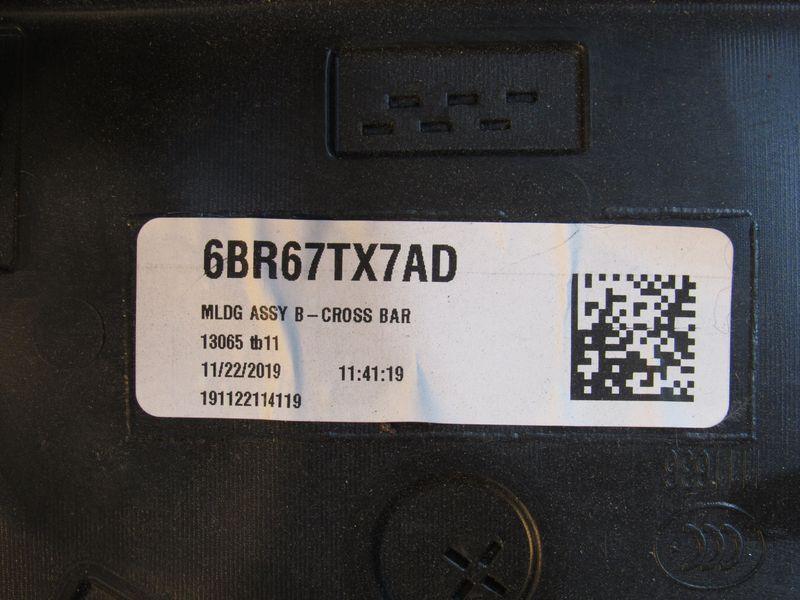 6BR67TX7AD
MLDG ASSY B-CROSS BAR
13065 tb11
11/22/2019 11:41:19
191122114119